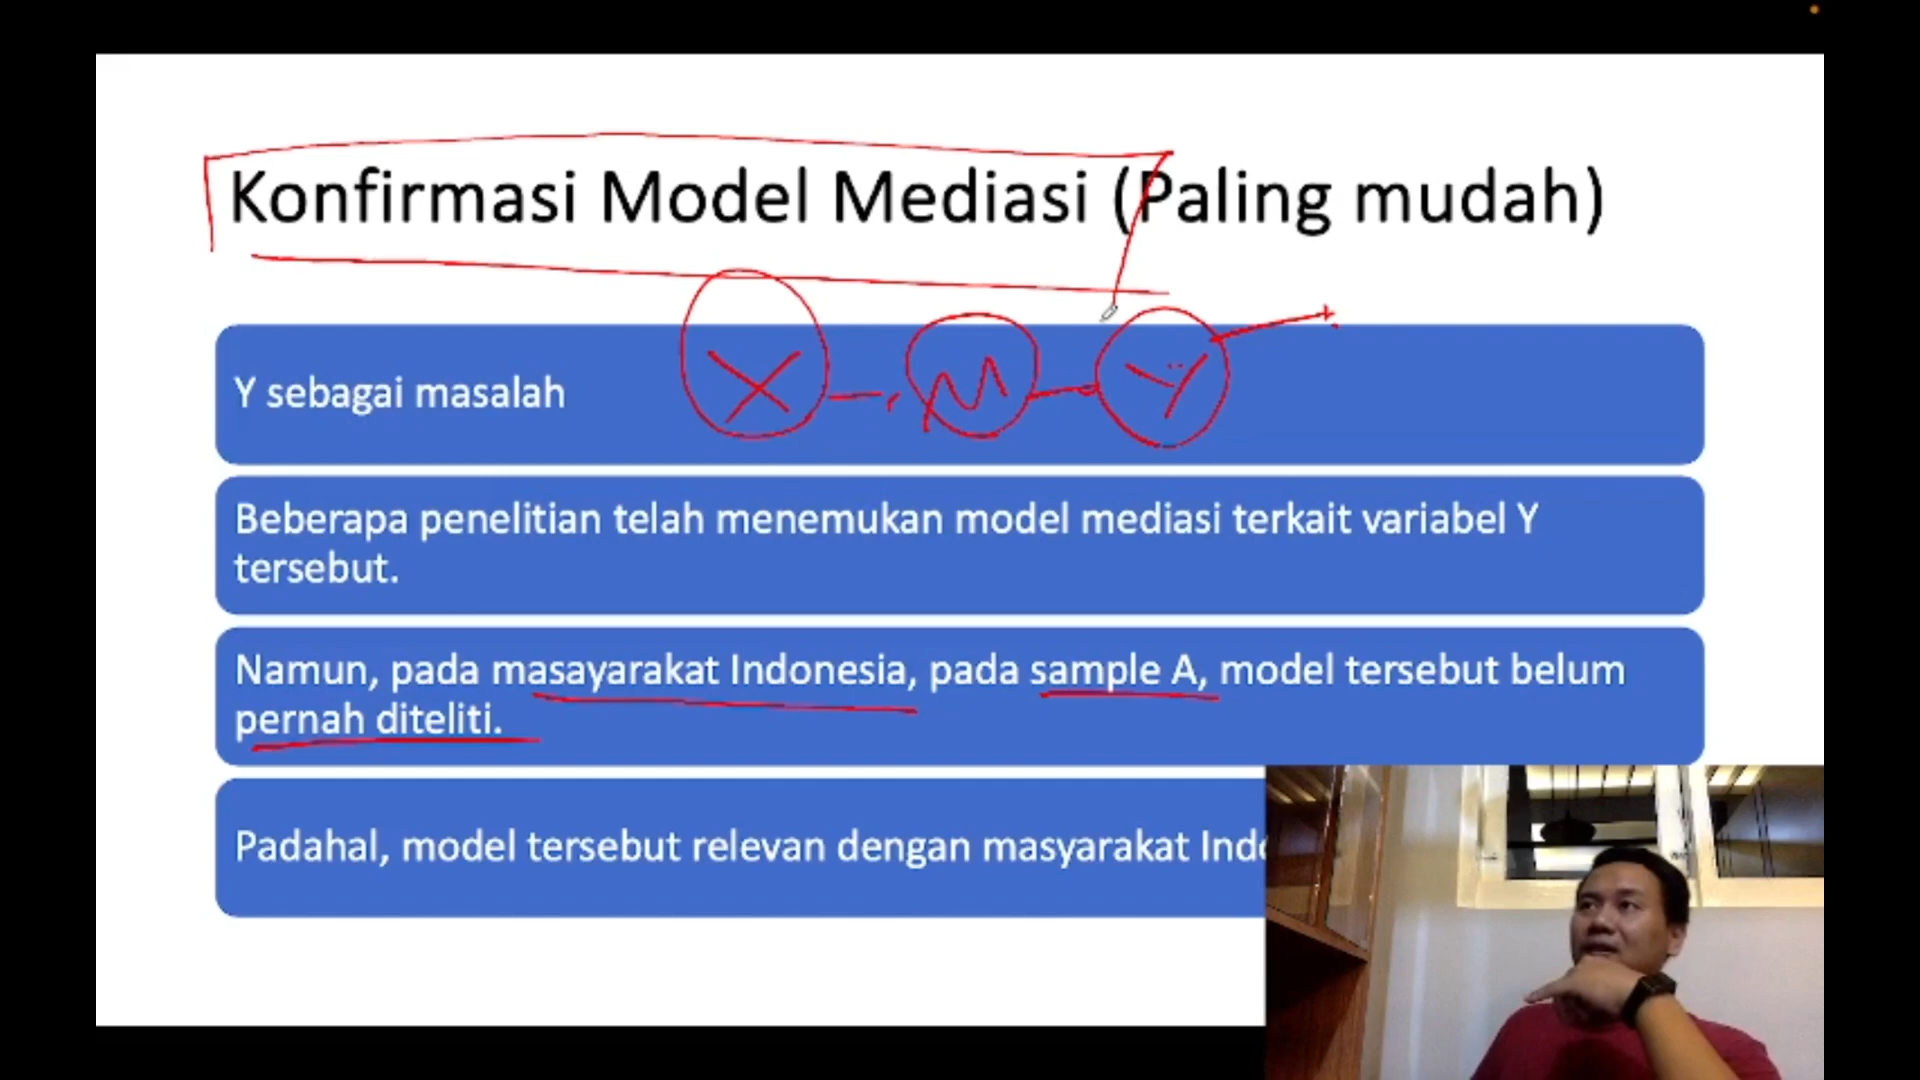 Konfirmasi Model Mediasi (Paling mudah)
X M Y
Y sebagai masalah
Beberapa penelitian telah menemukan model mediasi terkait variabel Y
tersebut.
Namun, pada masayarakat Indonesia, pada sample A, model tersebut belum
pernah diteliti.
Padahal, model tersebut relevan dengan masyarakat